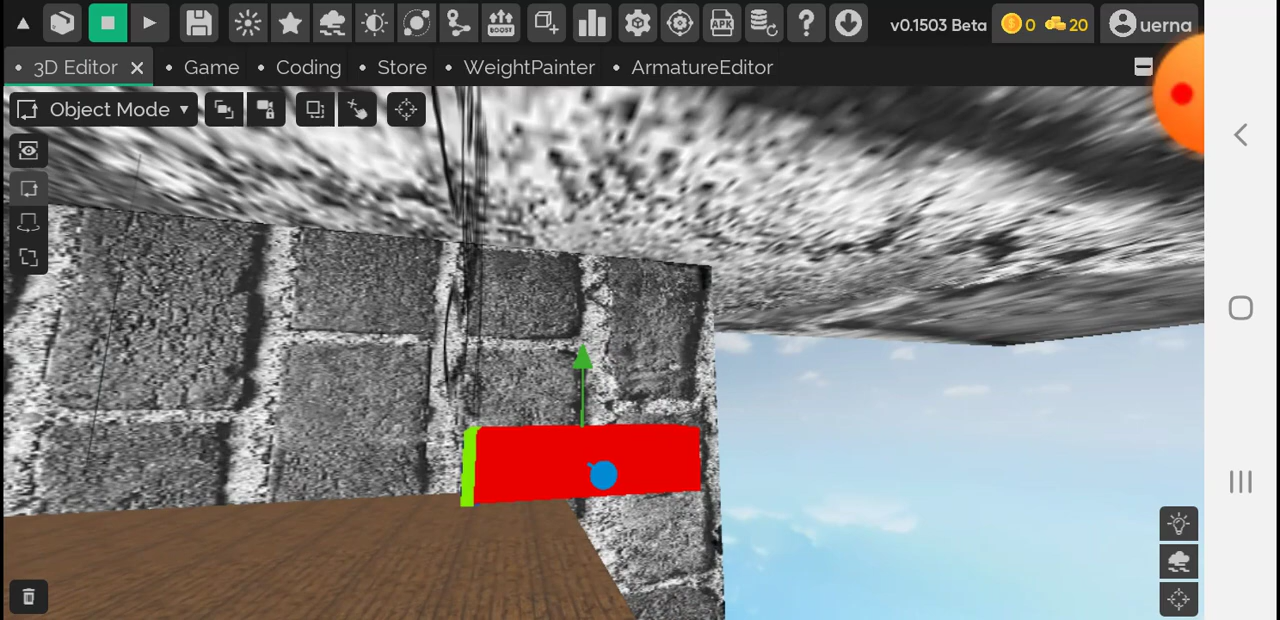 BOOST
APK
v0.1503 Beta
0
20
uerna
3D Editor
Game
Coding
Store
WeightPainter
ArmatureEditor
Object Mode